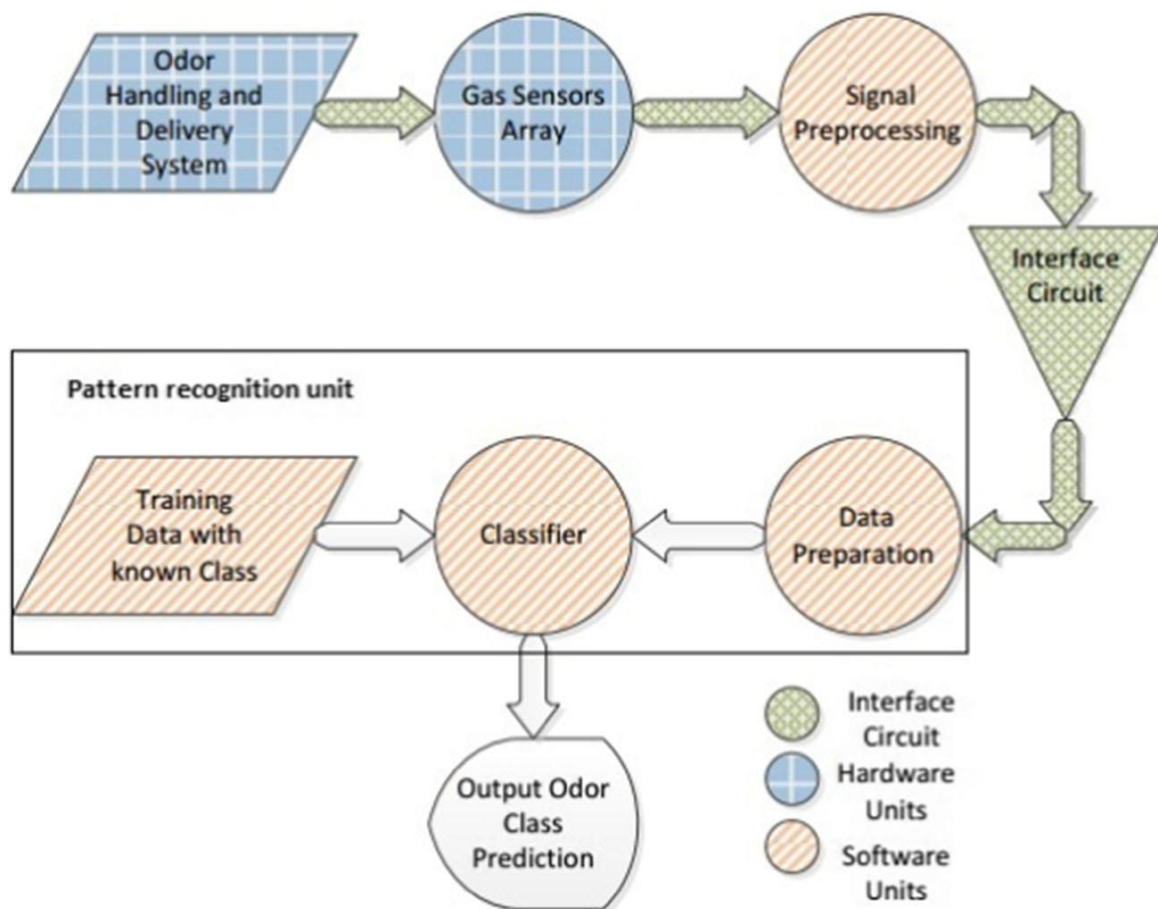 Odor
Handling and
Delivery
System
Gas Sensors
Array
Signal
Preprocessing
Interface
Circuit
Pattern recognition unit
Training
Data with
known Class
Classifier
Data
Preparation
Output Odor
Class
Prediction
Interface
Circuit
Hardware
Units
Software
Units